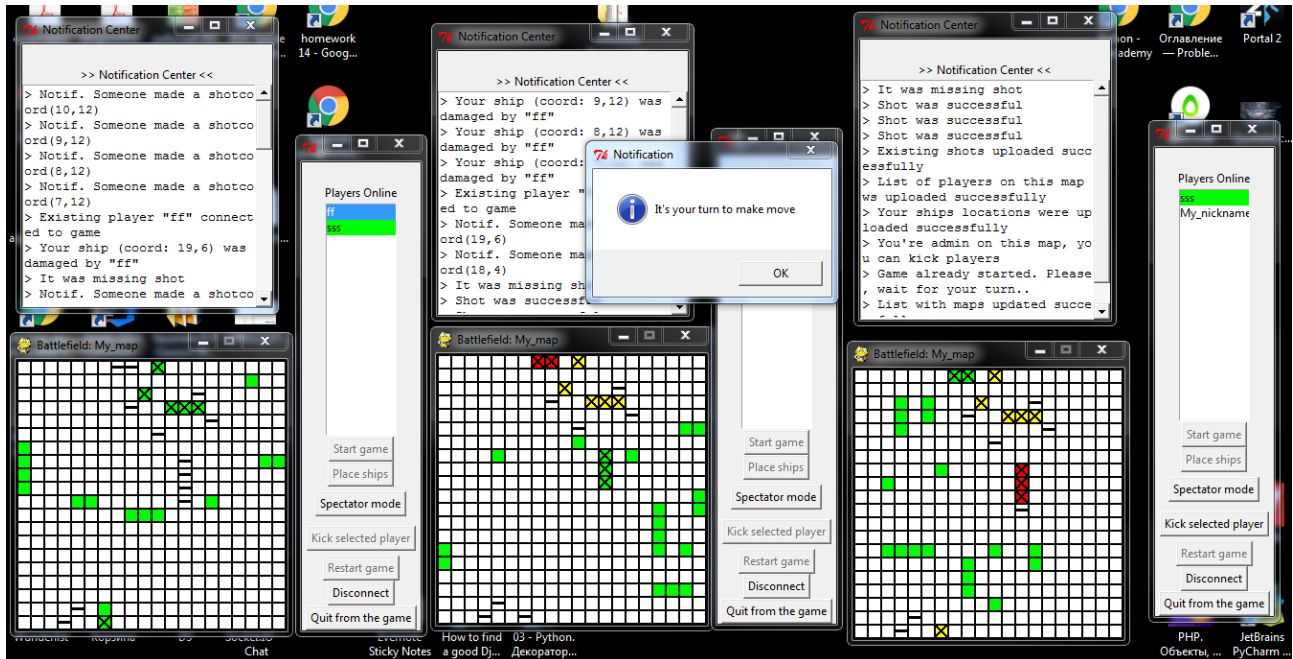 homework
14 - Goog...
Оглавление
— Proble...
Portal 2
Notification Center
>> Notification Center <<
> Notif. Someone made a shotco
ord(10,12)
> Notif. Someone made a shotco
ord(9,12)
> Notif. Someone made a shotco
ord(8,12)
> Notif. Someone made a shotco
ord(7,12)
> Existing player "ff" connect
ed to game
> Your ship (coord: 19,6) was
damaged by "ff"
> It was missing shot
> Notif. Someone made a shotco
Players Online
ff
sss
Start game
Place ships
Spectator mode
Kick selected player
Restart game
Disconnect
Quit from the game
Battlefield: My_map
Notification Center
>> Notification Center <<
> Your ship (coord: 9,12) was
damaged by "ff"
> Your ship (coord: 8,12) was
damaged by "ff"
> Your ship (coord:
damaged by "ff"
> Existing player "
ed to game
> Notif. Someone ma
ord(19,6)
> Notif. Someone ma
ord(18,4)
> It was missing sh
> Shot was successf
Notification
It's your turn to make move
OK
Start game
Place ships
Spectator mode
Kick selected player
Restart game
Disconnect
Quit from the game
Battlefield: My_map
Notification Center
>> Notification Center <<
> It was missing shot
> Shot was successful
> Shot was successful
> Shot was successful
> Existing shots uploaded succ
essfully
> List of players on this map
ws uploaded successfully
> Your ships locations were up
loaded successfully
> You're admin on this map, yo
u can kick players
> Game already started. Please
, wait for your turn..
> List with maps updated succe
Players Online
sss
My_nickname
Start game
Place ships
Spectator mode
Kick selected player
Restart game
Disconnect
Quit from the game
Battlefield: My_map
Chat
Sticky Notes
How to find
a good Dj...
03 - Python.
Декоратор...
PHP.
Объекты, ...
JetBrains
PyCharm ...